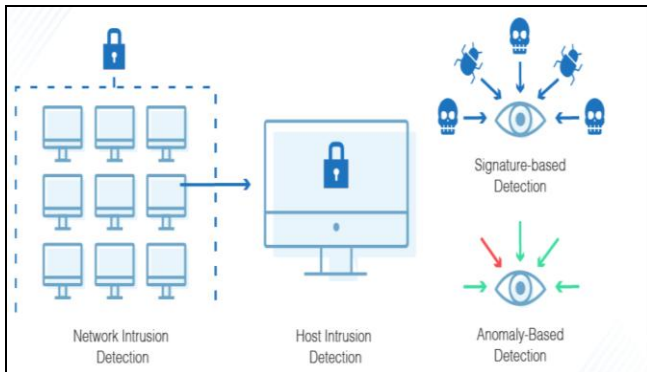 Signature-based
Detection
Network Intrusion
Detection
Host Intrusion
Detection
Anomaly-Based
Detection